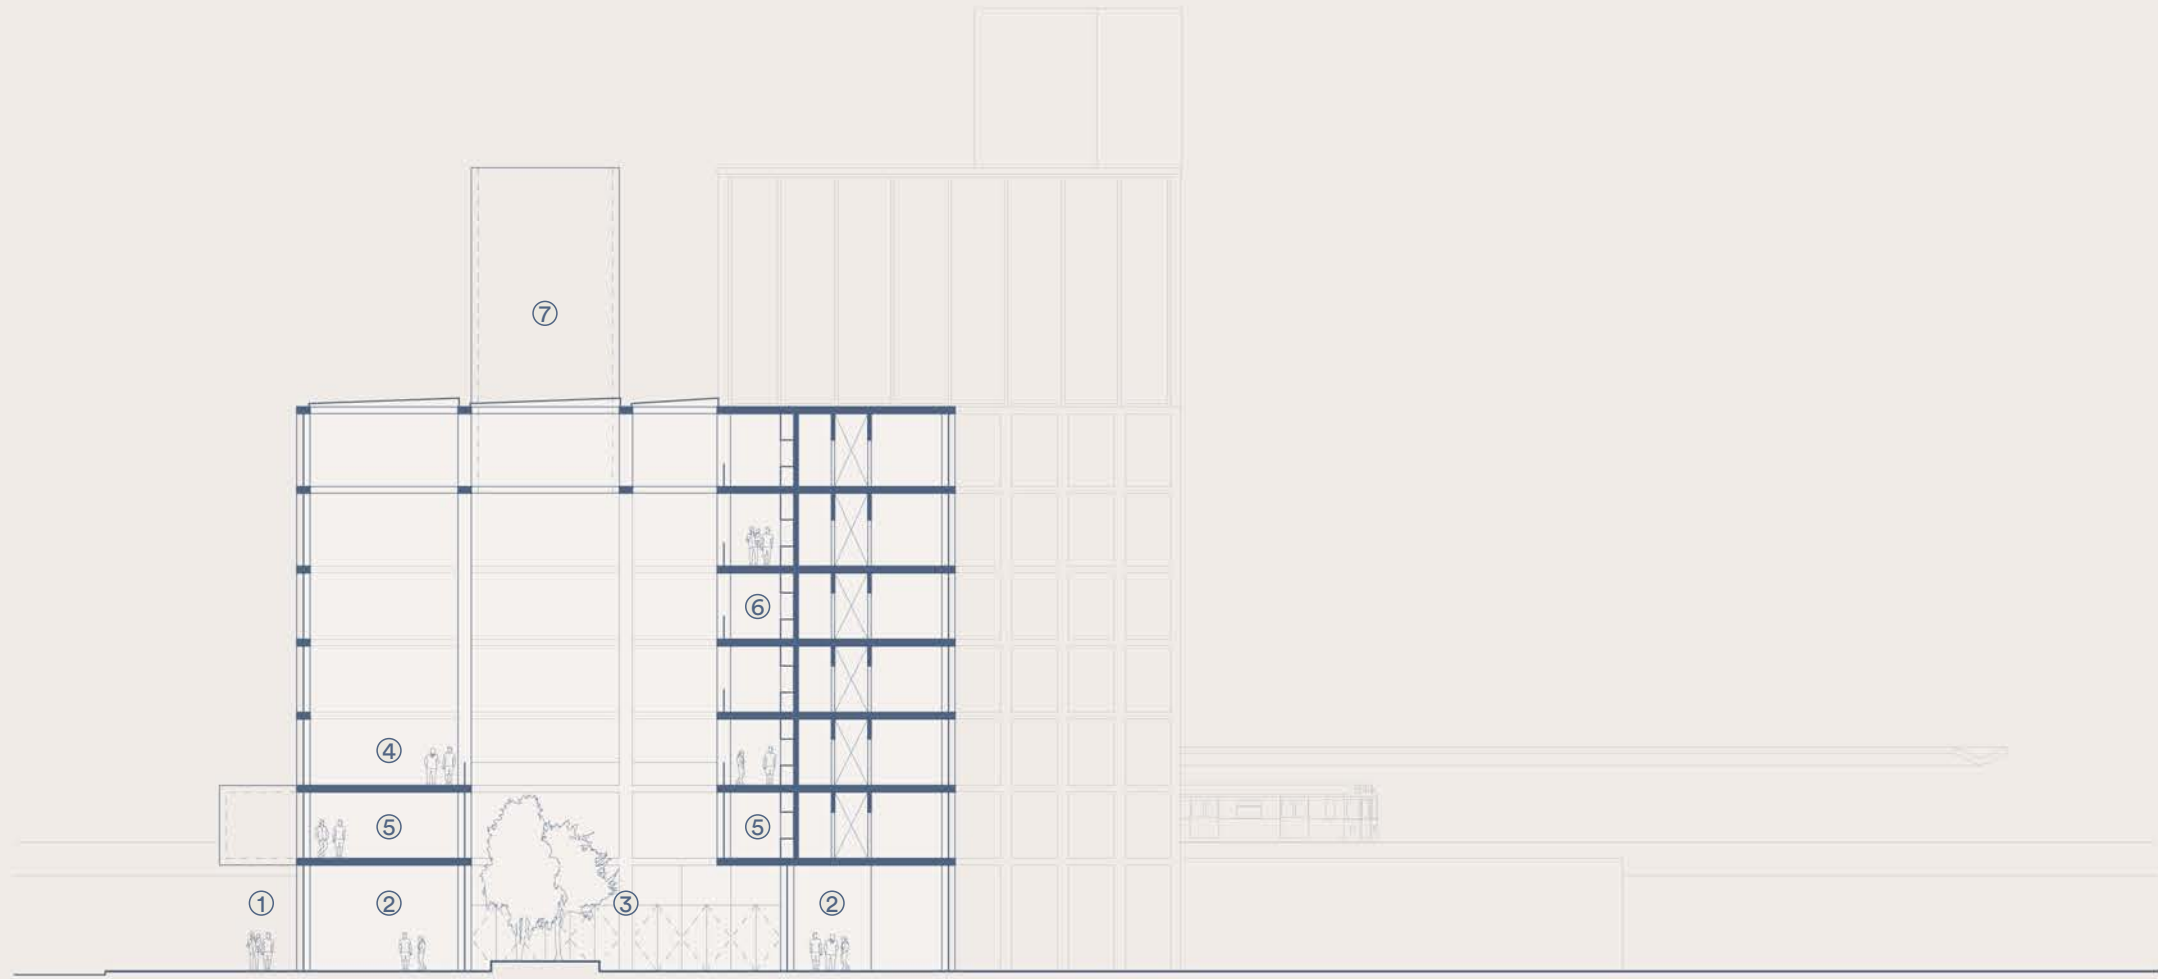 ⑦
⑥
④
⑤ ⑤
① ② ③ ②